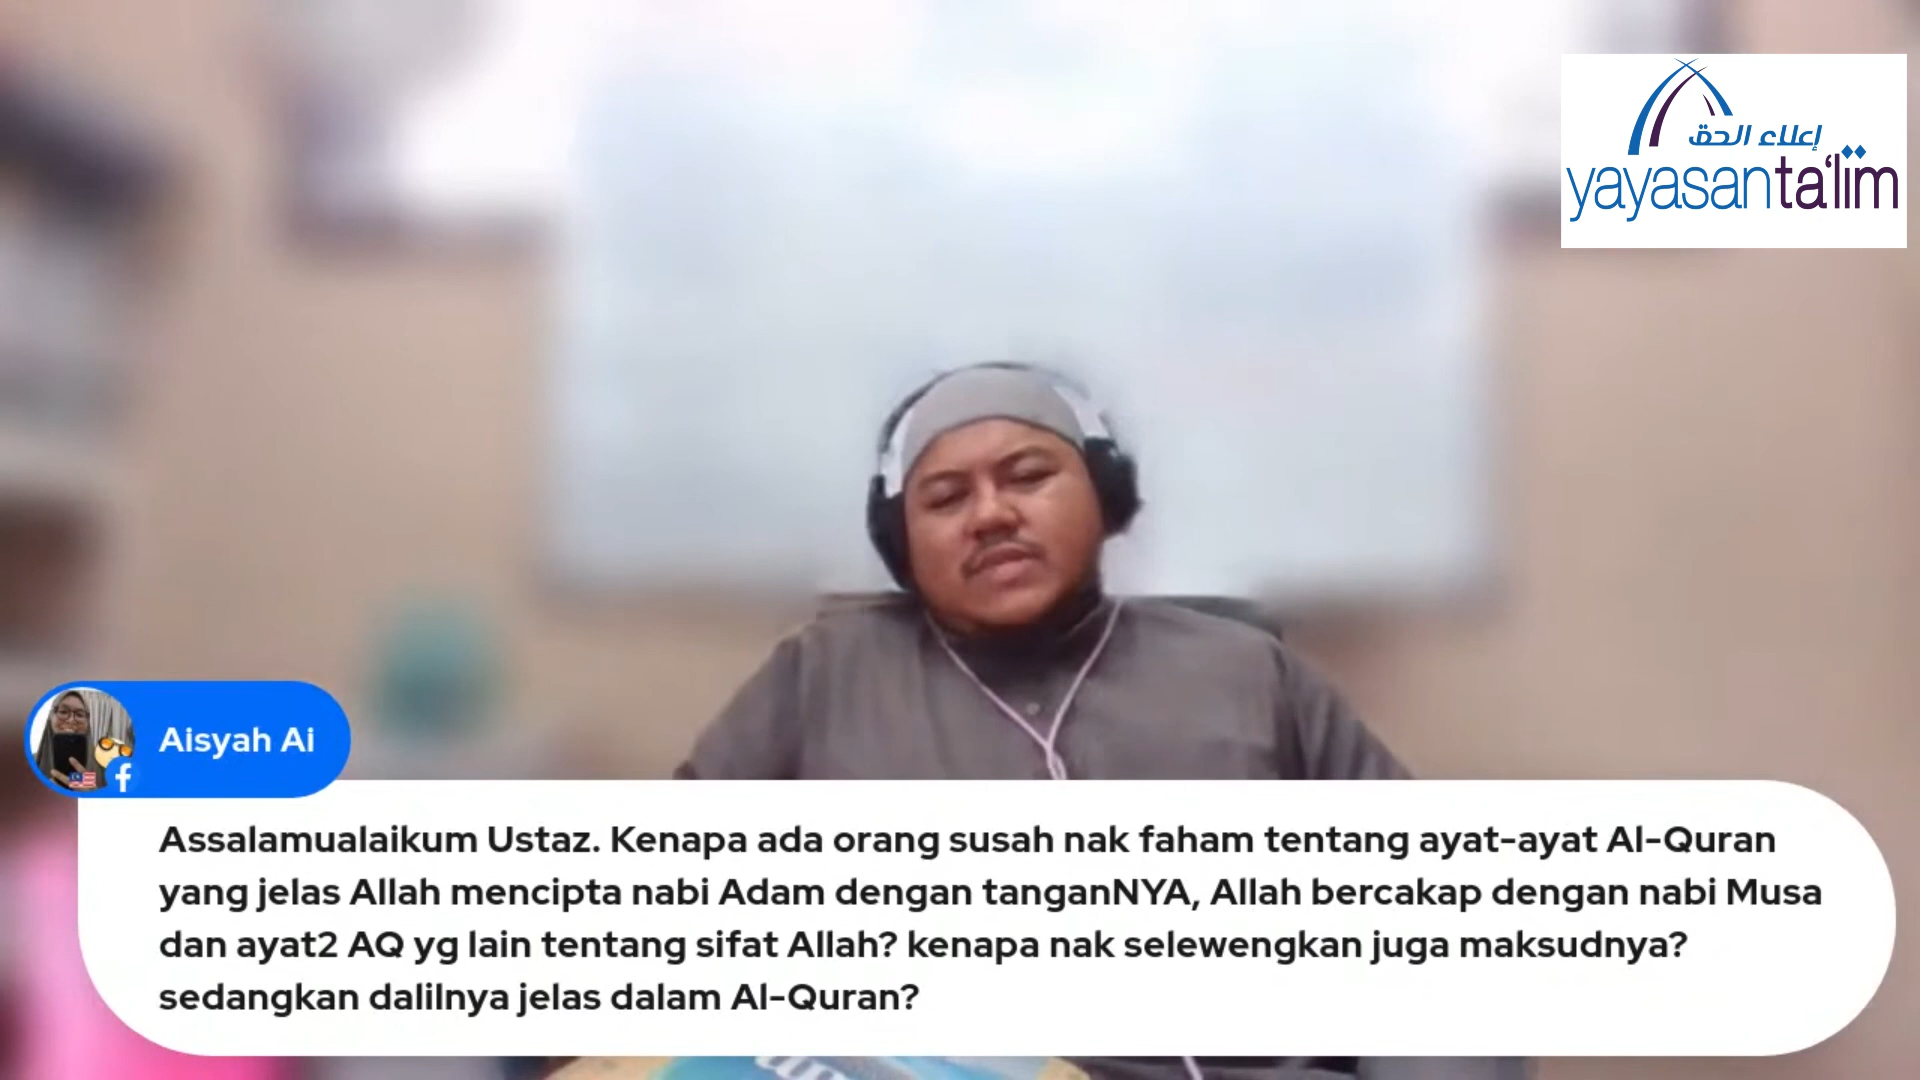 إعلاء الحق
yayasanta'lim
Aisyah Ai
Assalamualaikum Ustaz. Kenapa ada orang susah nak faham tentang ayat-ayat Al-Quran
yang jelas Allah mencipta nabi Adam dengan tanganNYA, Allah bercakap dengan nabi Musa
dan ayat2 AQ yg lain tentang sifat Allah? kenapa nak selewengkan juga maksudnya?
sedangkan dalilnya jelas dalam Al-Quran?